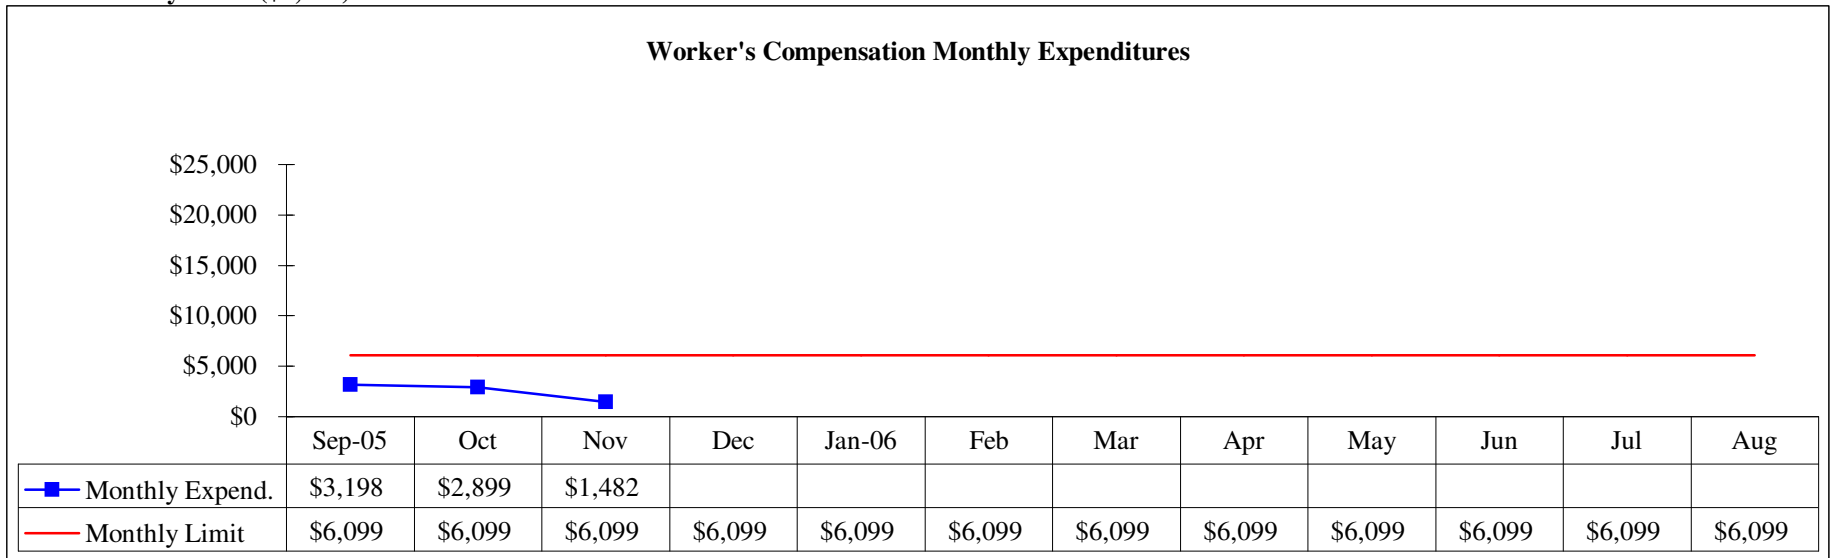 Worker's Compensation Monthly Expenditures
$25,000
$20,000
$15,000
$10,000
$5,000
$0
Sep-05 Oct Nov Dec Jan-06 Feb Mar Apr May Jun Jul Aug
Monthly Expend. $3,198 $2,899 $1,482
Monthly Limit $6,099 $6,099 $6,099 $6,099 $6,099 $6,099 $6,099 $6,099 $6,099 $6,099 $6,099 $6,099